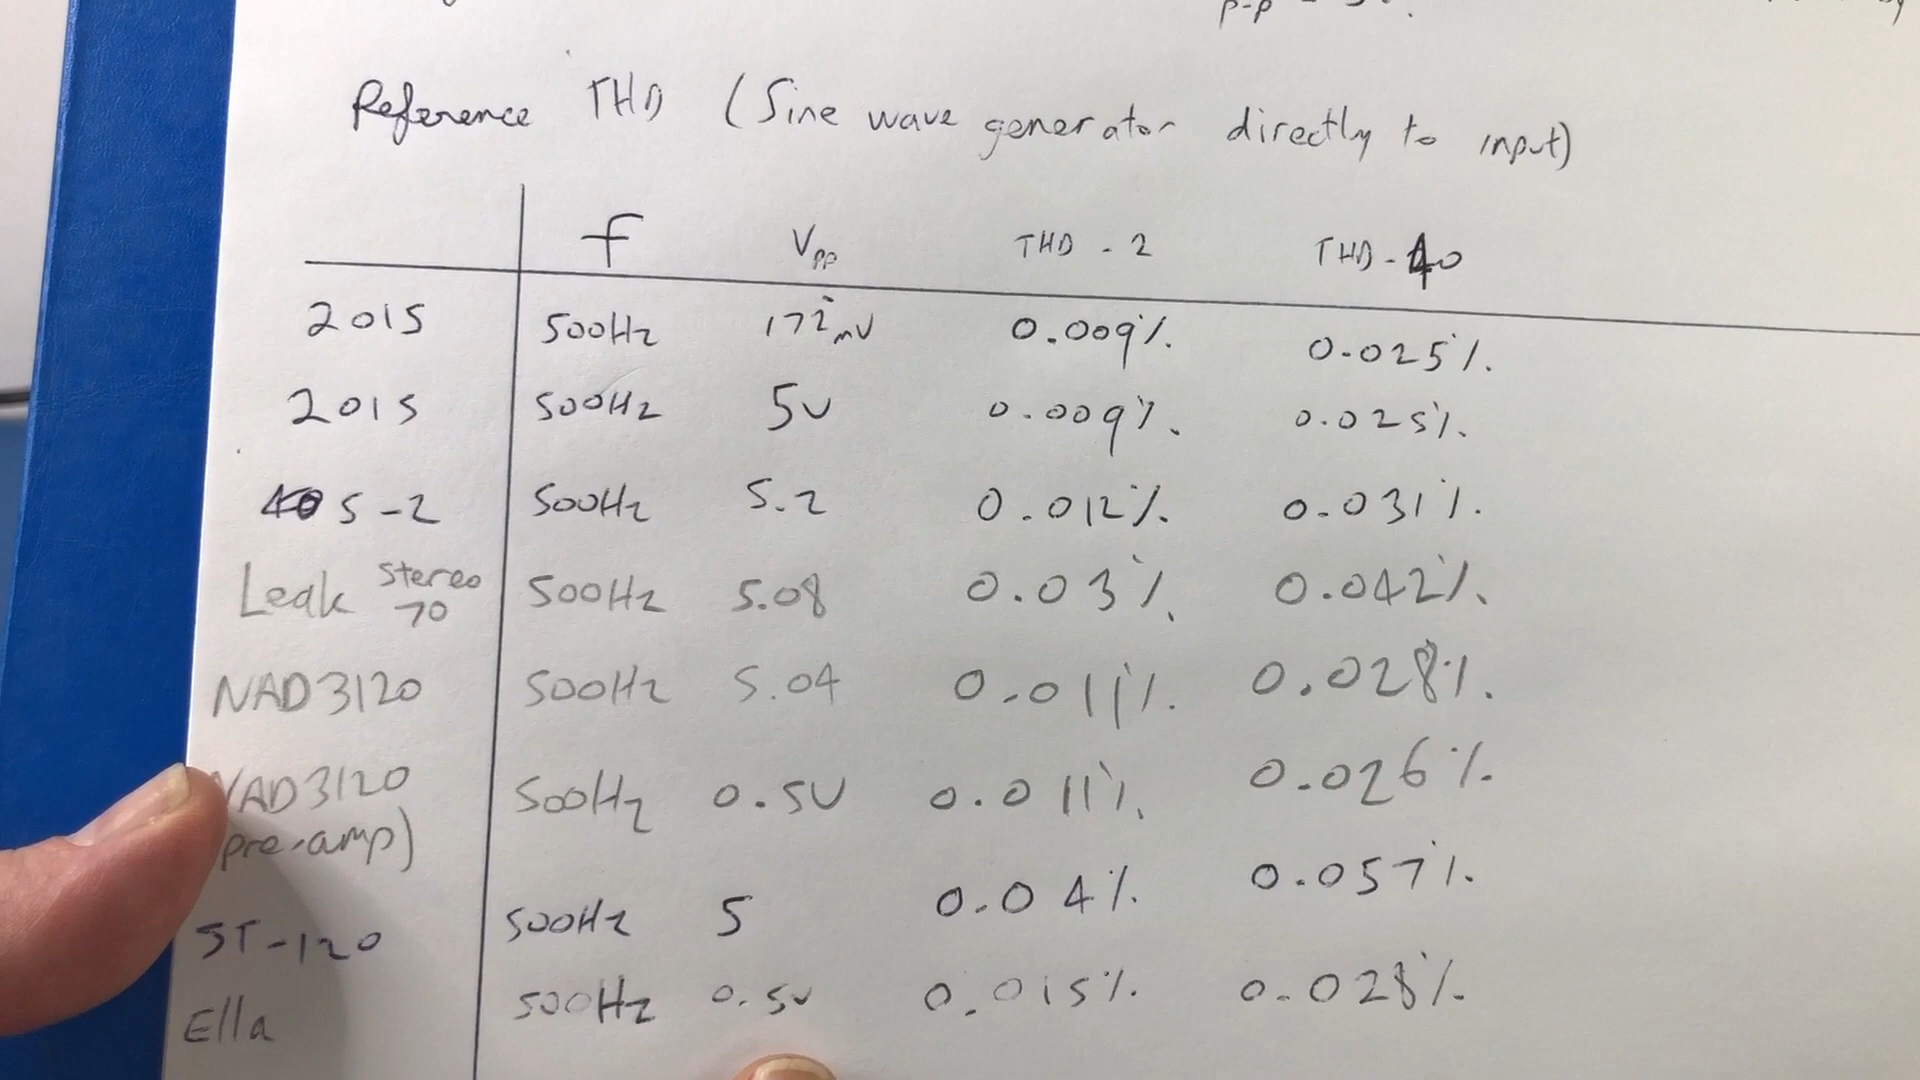 p-p
Reference THD (Sine wave generator directly to input)
f Vpp THD - 2 THD - 40
2015 500Hz 172mV 0.009% 0.025%
2015 500Hz 5V 0.009% 0.025%
405-2 500Hz 5.2 0.012% 0.031%
Leak Stereo 70 500Hz 5.08 0.03% 0.042%
NAD3120 500Hz 5.04 0.011% 0.028%
NAD3120 500Hz 0.5V 0.011% 0.026%
pre-amp)
ST-120 500Hz 5 0.04% 0.057%
Ella 500Hz 0.5V 0.015% 0.028%